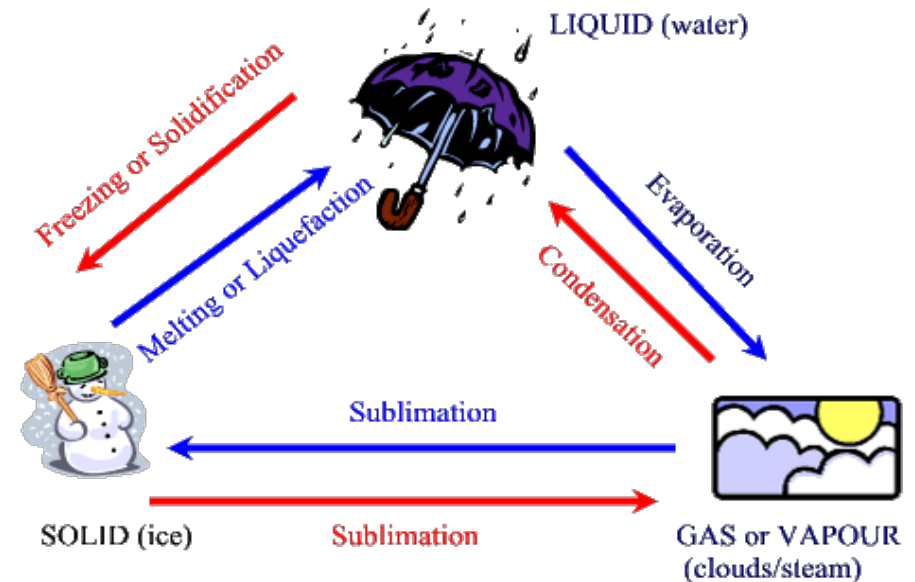 LIQUID (water)
Freezing or Solidification
Melting or Liquefaction
Evaporation
Condensation
Sublimation
Sublimation
SOLID (ice)
GAS or VAPOUR
(clouds/steam)